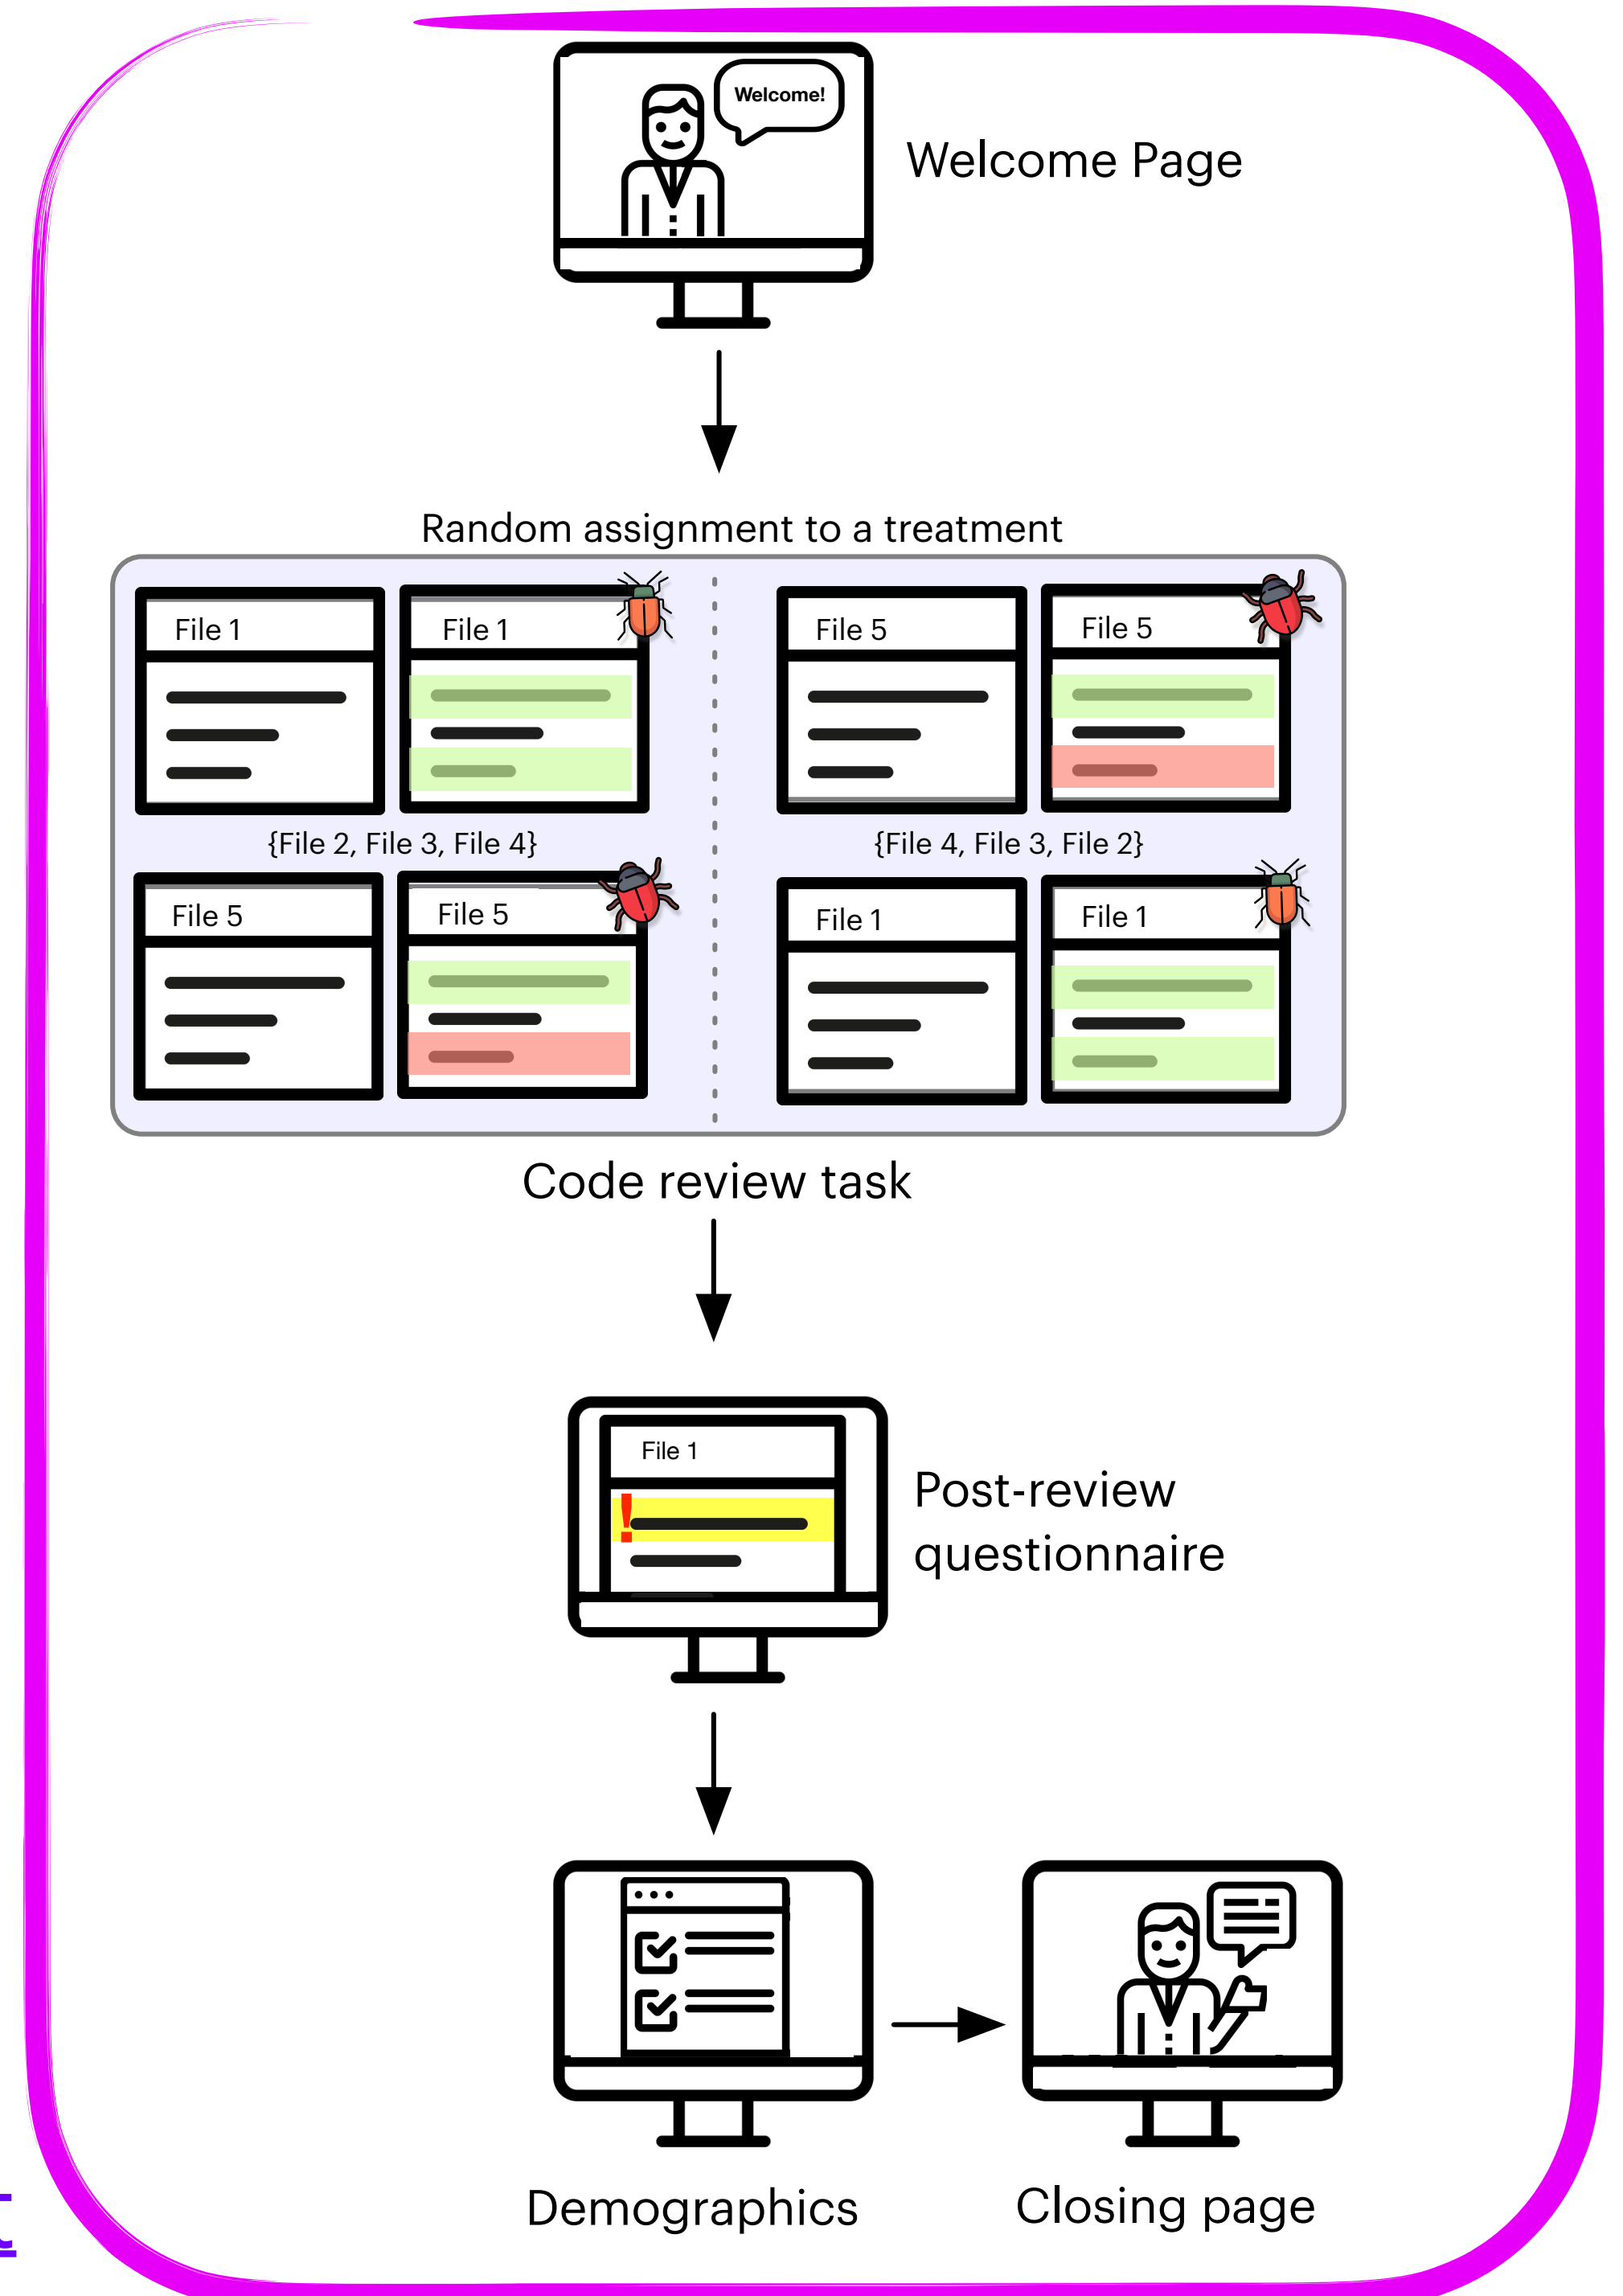 Welcome!
Welcome Page
Random assignment to a treatment
File 1
File 1
{File 2, File 3, File 4}
File 5
File 5
File 5
File 5
{File 4, File 3, File 2}
File 1
File 1
Code review task
File 1
!
Post-review
questionnaire
Demographics
Closing page